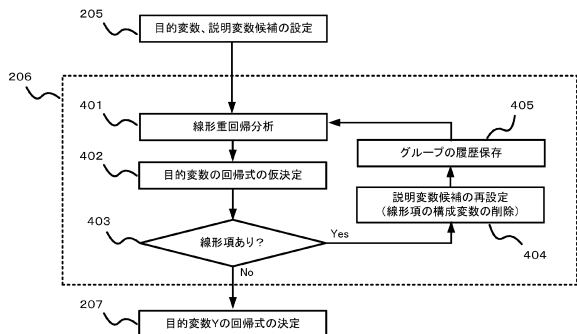 205
目的変数、説明変数候補の設定
206
401
線形重回帰分析
405
グループの履歴保存
402
目的変数の回帰式の仮決定
説明変数候補の再設定
(線形項の構成変数の削除)
403
線形項あり?
Yes
404
No
207
目的変数Yの回帰式の決定